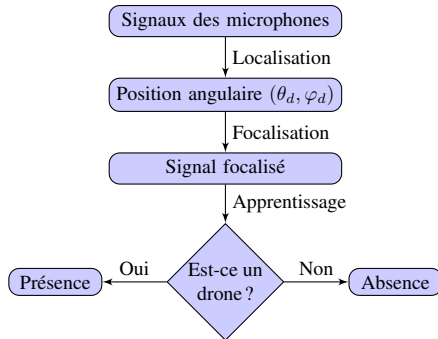 Signaux des microphones
Localisation
Position angulaire (θ_d, φ_d)
Focalisation
Signal focalisé
Apprentissage
Est-ce un
drone ?
Oui
Non
Présence
Absence